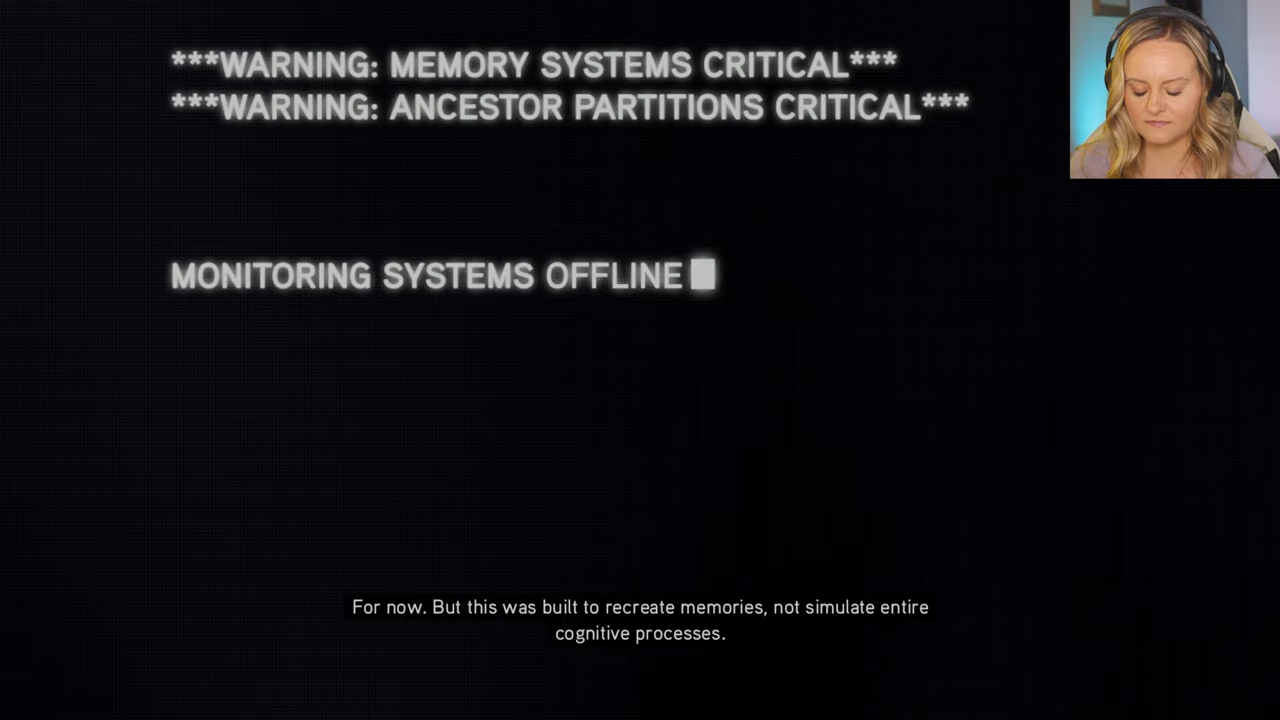 ***WARNING: MEMORY SYSTEMS CRITICAL***
***WARNING: ANCESTOR PARTITIONS CRITICAL***
MONITORING SYSTEMS OFFLINE
For now. But this was built to recreate memories, not simulate entire
cognitive processes.